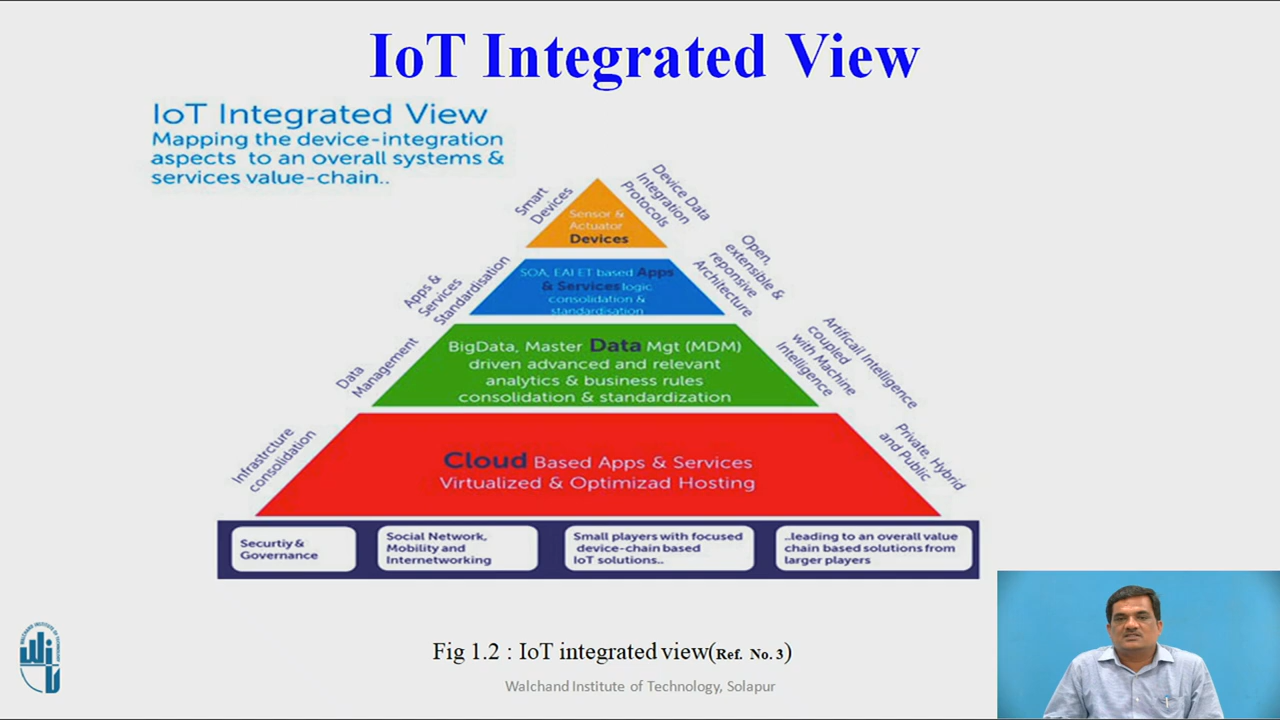 IoT Integrated View
IoT Integrated View
Mapping the device-integration
aspects to an overall systems &
services value-chain..
Smart
Devices
Sensor &
Actuator
Devices
Device Data
Integration
Protocols
Apps &
Services
Standardisation
SOA, EAI ET based Apps
& Services logic
consolidation &
standardisation
Open,
extensible &
reponsive
Architecture
Data
Management
BigData, Master Data Mgt (MDM)
driven advanced and relevant
analytics & business rules
consolidation & standardization
Artificail Intelligence
coupled
with Machine
Intelligence
Infrastrcture
consolidation
Cloud Based Apps & Services
Virtualized & Optimizad Hosting
Private, Hybrid
and Public
Securtiy &
Governance
Social Network,
Mobility and
Internetworking
Small players with focused
device-chain based
IoT solutions..
..leading to an overall value
chain based solutions from
larger players
Fig 1.2 : IoT integrated view(Ref. No. 3)
Walchand Institute of Technology, Solapur
WALCHAND INSTITUTE OF TECHNOLOGY